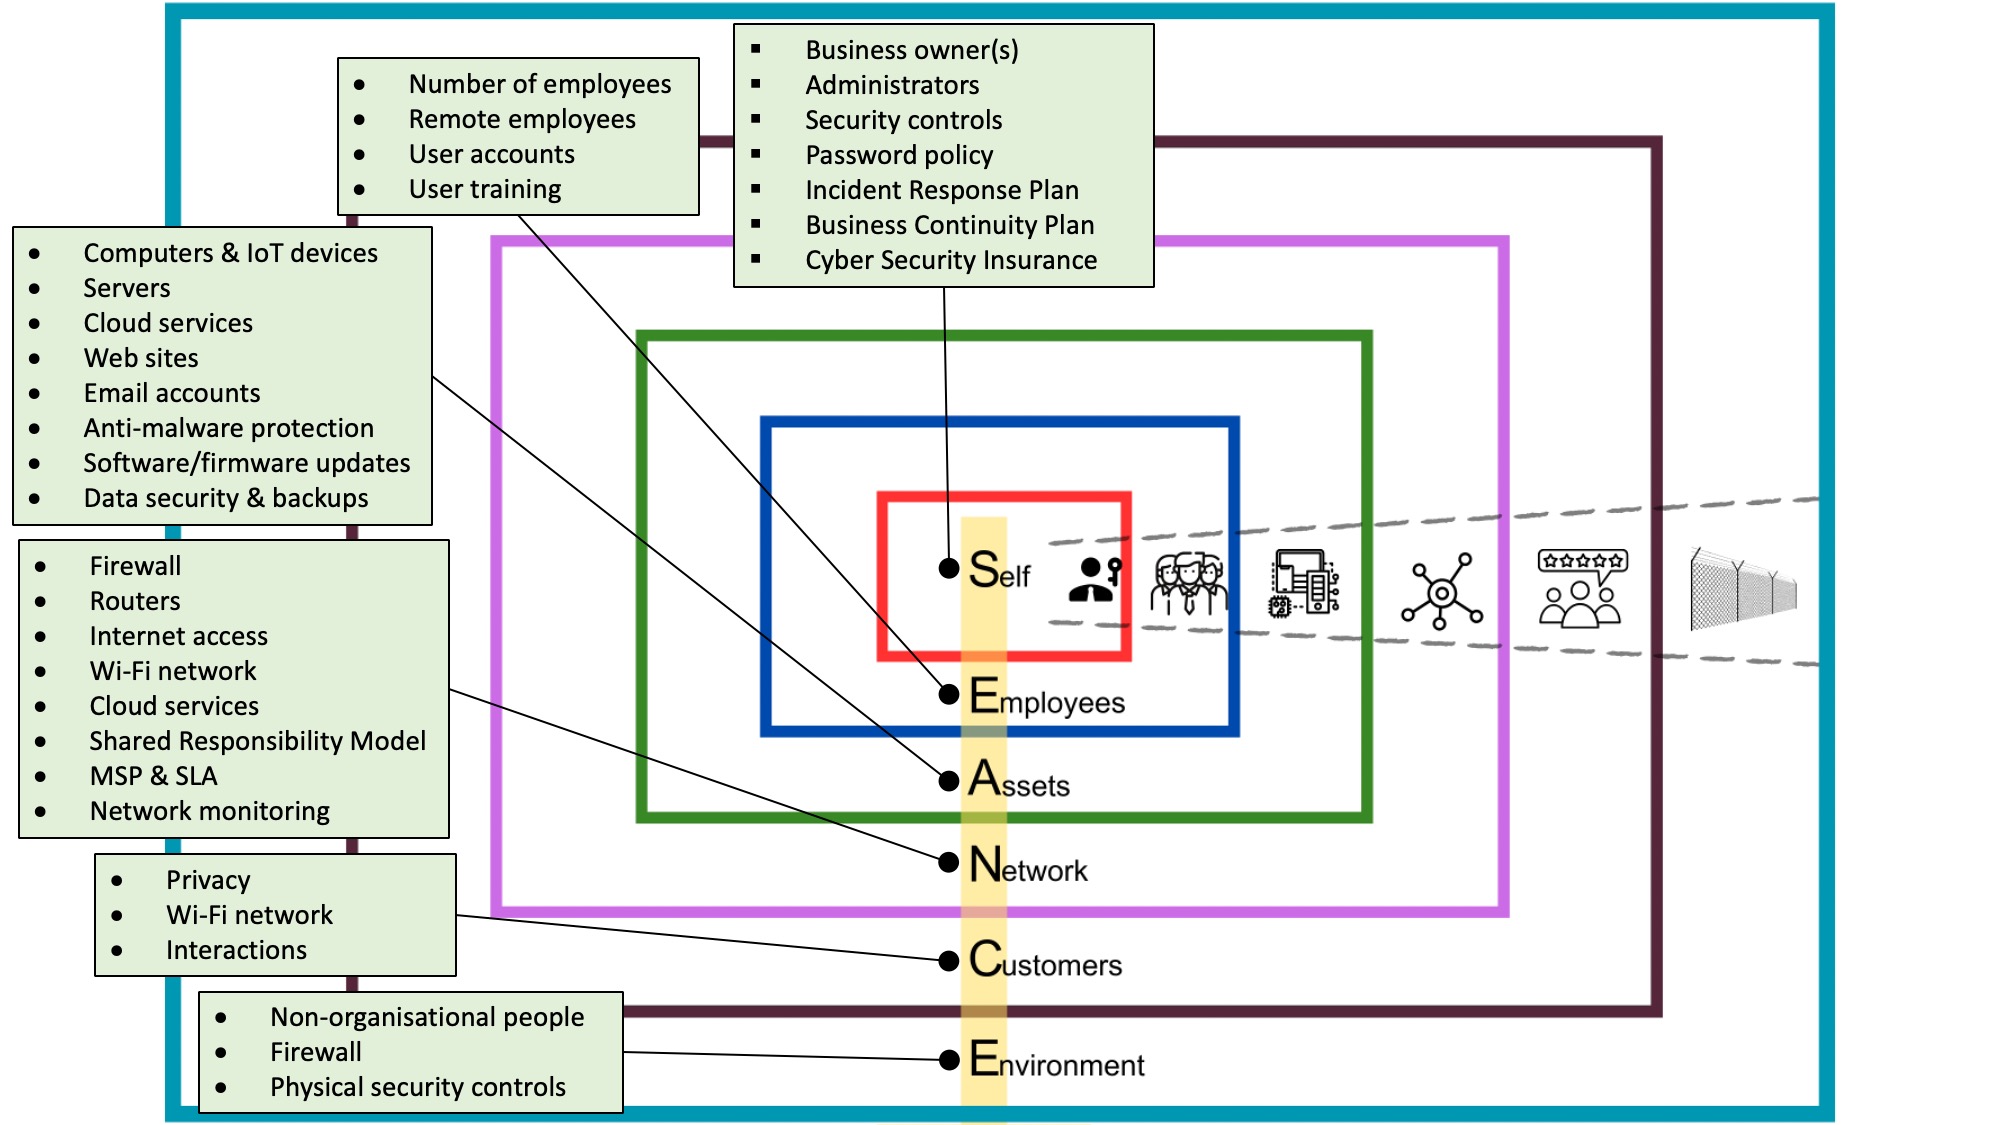 Business owner(s)
Administrators
Security controls
Password policy
Incident Response Plan
Business Continuity Plan
Cyber Security Insurance
Number of employees
Remote employees
User accounts
User training
Computers & IoT devices
Servers
Cloud services
Web sites
Email accounts
Anti-malware protection
Software/firmware updates
Data security & backups
Firewall
Routers
Internet access
Wi-Fi network
Cloud services
Shared Responsibility Model
MSP & SLA
Network monitoring
Privacy
Wi-Fi network
Interactions
Non-organisational people
Firewall
Physical security controls
Self
Employees
Assets
Network
Customers
Environment